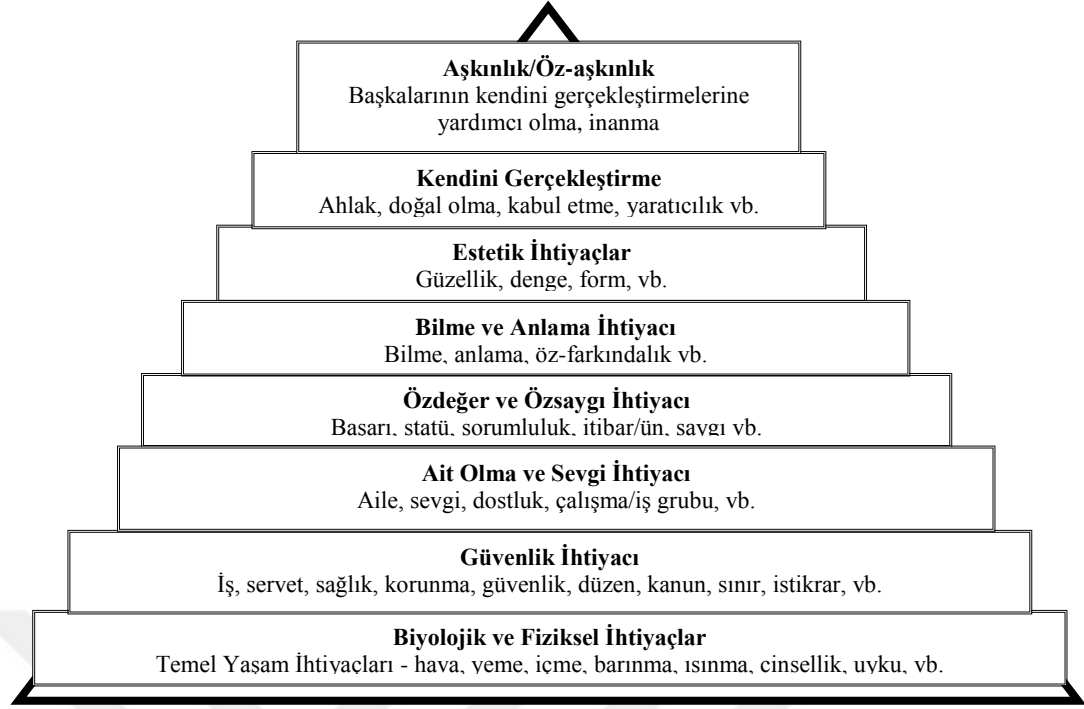 Aşkınlık/Öz-aşkınlık
Başkalarının kendini gerçekleştirmelerine
yardımcı olma, inanma
Kendini Gerçekleştirme
Ahlak, doğal olma, kabul etme, yaratıcılık vb.
Estetik İhtiyaçlar
Güzellik, denge, form, vb.
Bilme ve Anlama İhtiyacı
Bilme, anlama, öz-farkındalık vb.
Özdeğer ve Özsaygı İhtiyacı
Başarı, statü, sorumluluk, itibar/ün, saygı vb.
Ait Olma ve Sevgi İhtiyacı
Aile, sevgi, dostluk, çalışma/iş grubu, vb.
Güvenlik İhtiyacı
İş, servet, sağlık, korunma, güvenlik, düzen, kanun, sınır, istikrar, vb.
Biyolojik ve Fiziksel İhtiyaçlar
Temel Yaşam İhtiyaçları - hava, yeme, içme, barınma, ısınma, cinsellik, uyku, vb.